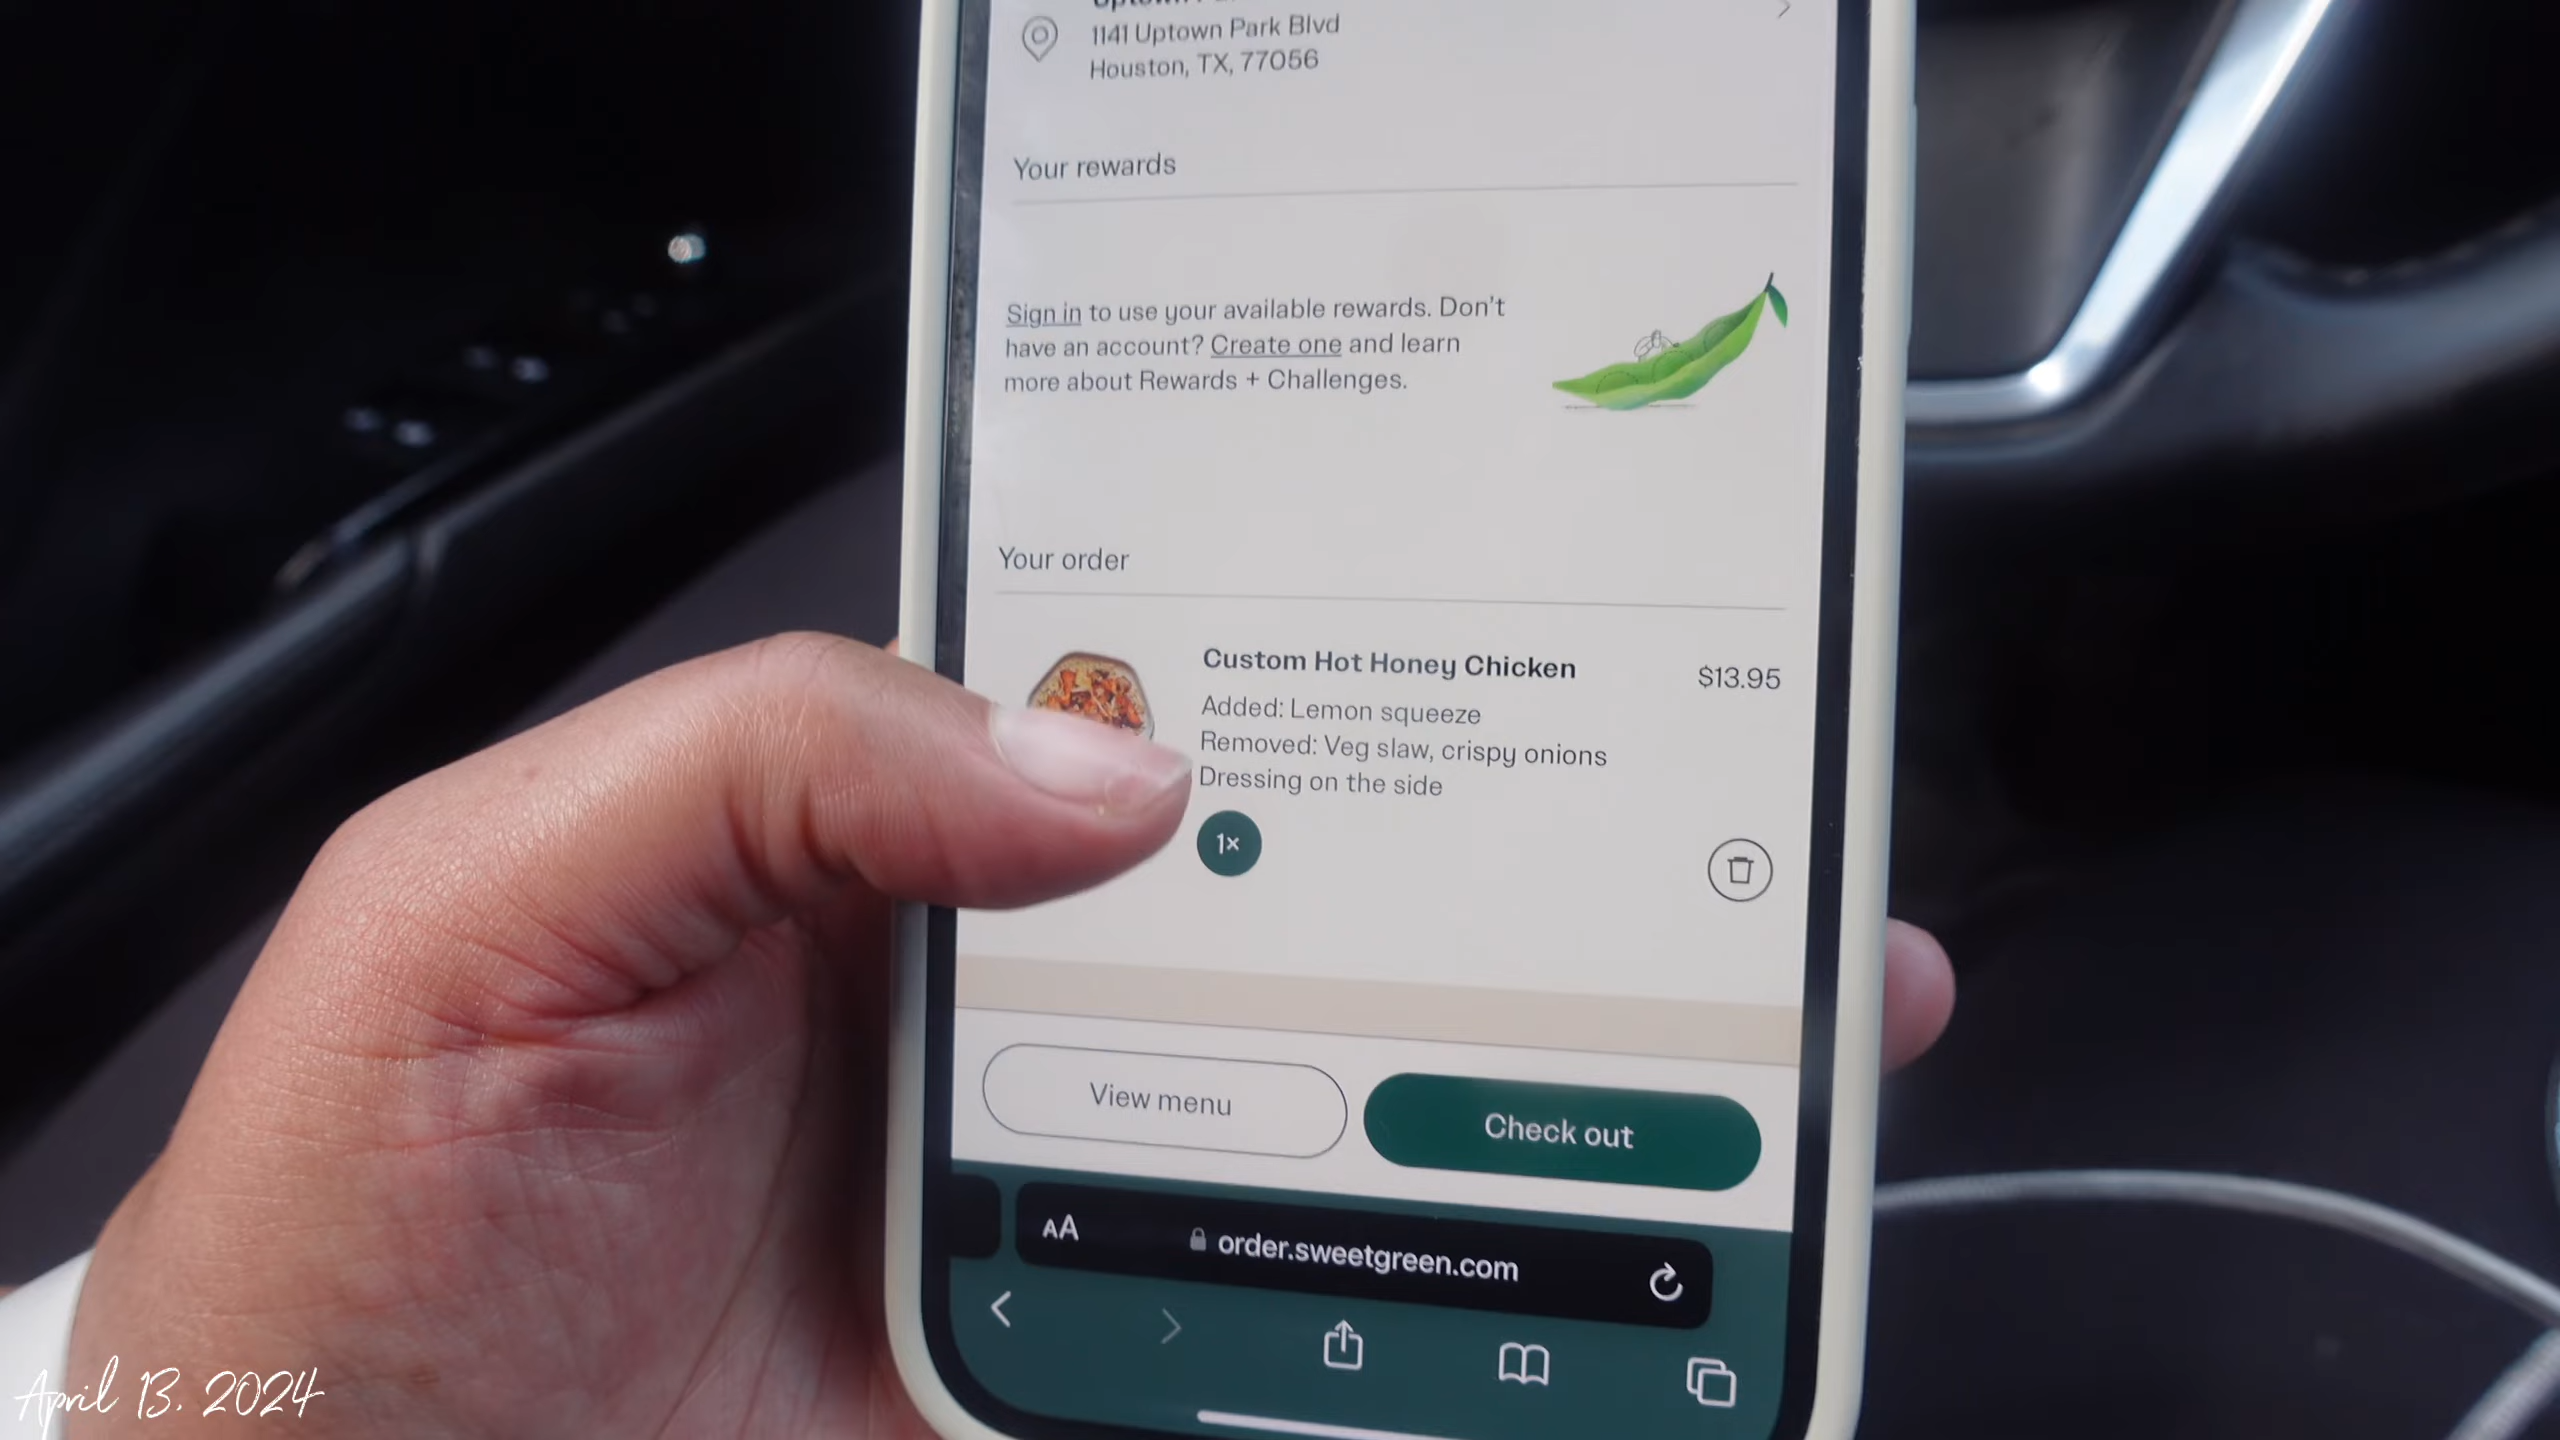 1141 Uptown Park Blvd
Houston, TX, 77056
Your rewards
Sign in to use your available rewards. Don't
have an account? Create one and learn
more about Rewards + Challenges.
Your order
Custom Hot Honey Chicken
$13.95
Added: Lemon squeeze
Removed: Veg slaw, crispy onions
Dressing on the side
1×
View menu
Check out
AA
order.sweetgreen.com
April 13, 2024